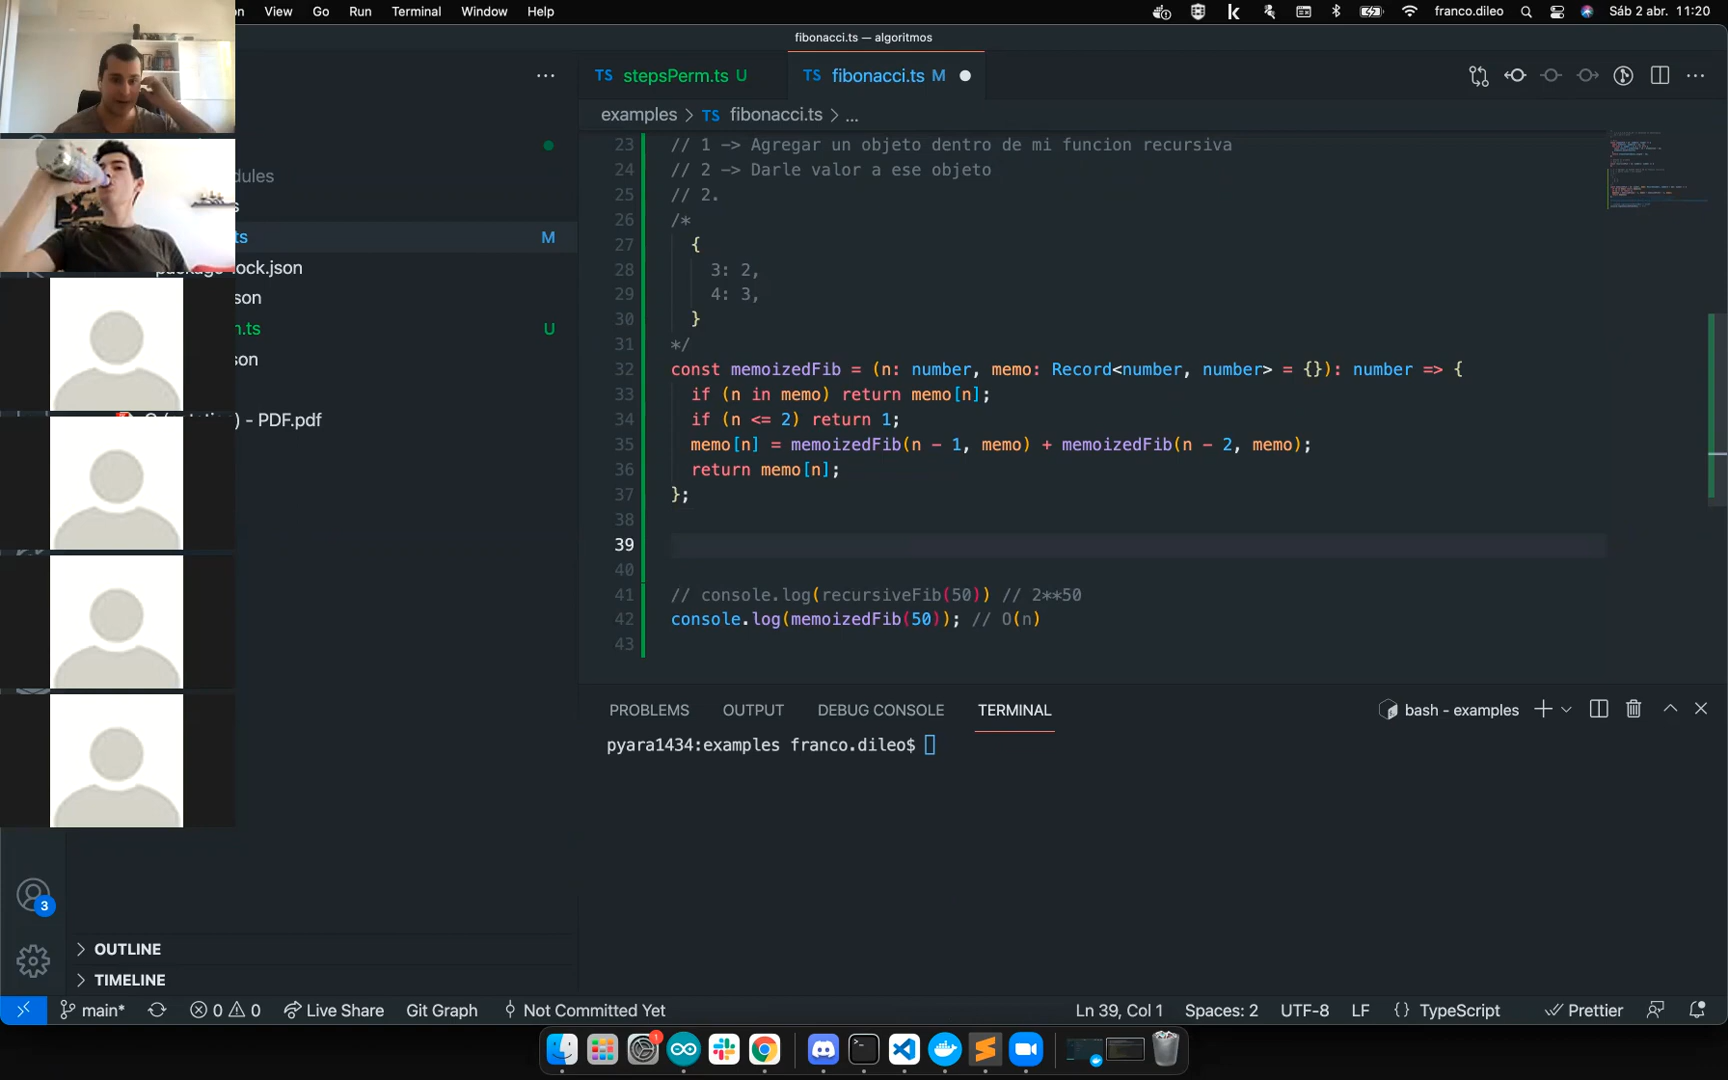 on View Go Run Terminal Window Help
franco.dileo Sáb 2 abr. 11:20
fibonacci.ts — algoritmos
TS stepsPerm.ts U TS fibonacci.ts M
examples > TS fibonacci.ts > ...
23 // 1 -> Agregar un objeto dentro de mi funcion recursiva
24 // 2 -> Darle valor a ese objeto
25 // 2.
26 /*
27 {
28 3: 2,
29 4: 3,
30 }
31 */
32 const memoizedFib = (n: number, memo: Record<number, number> = {}): number => {
33 if (n in memo) return memo[n];
34 if (n <= 2) return 1;
35 memo[n] = memoizedFib(n - 1, memo) + memoizedFib(n - 2, memo);
36 return memo[n];
37 };
38
39
40
41 // console.log(recursiveFib(50)) // 2**50
42 console.log(memoizedFib(50)); // O(n)
43
dules
s
ts M
ock.json
son
n.ts U
son
) - PDF.pdf
PROBLEMS OUTPUT DEBUG CONSOLE TERMINAL
bash - examples
pyara1434:examples franco.dileo$
3
OUTLINE
TIMELINE
main* 0 0 Live Share Git Graph Not Committed Yet
Ln 39, Col 1 Spaces: 2 UTF-8 LF {} TypeScript Prettier
1